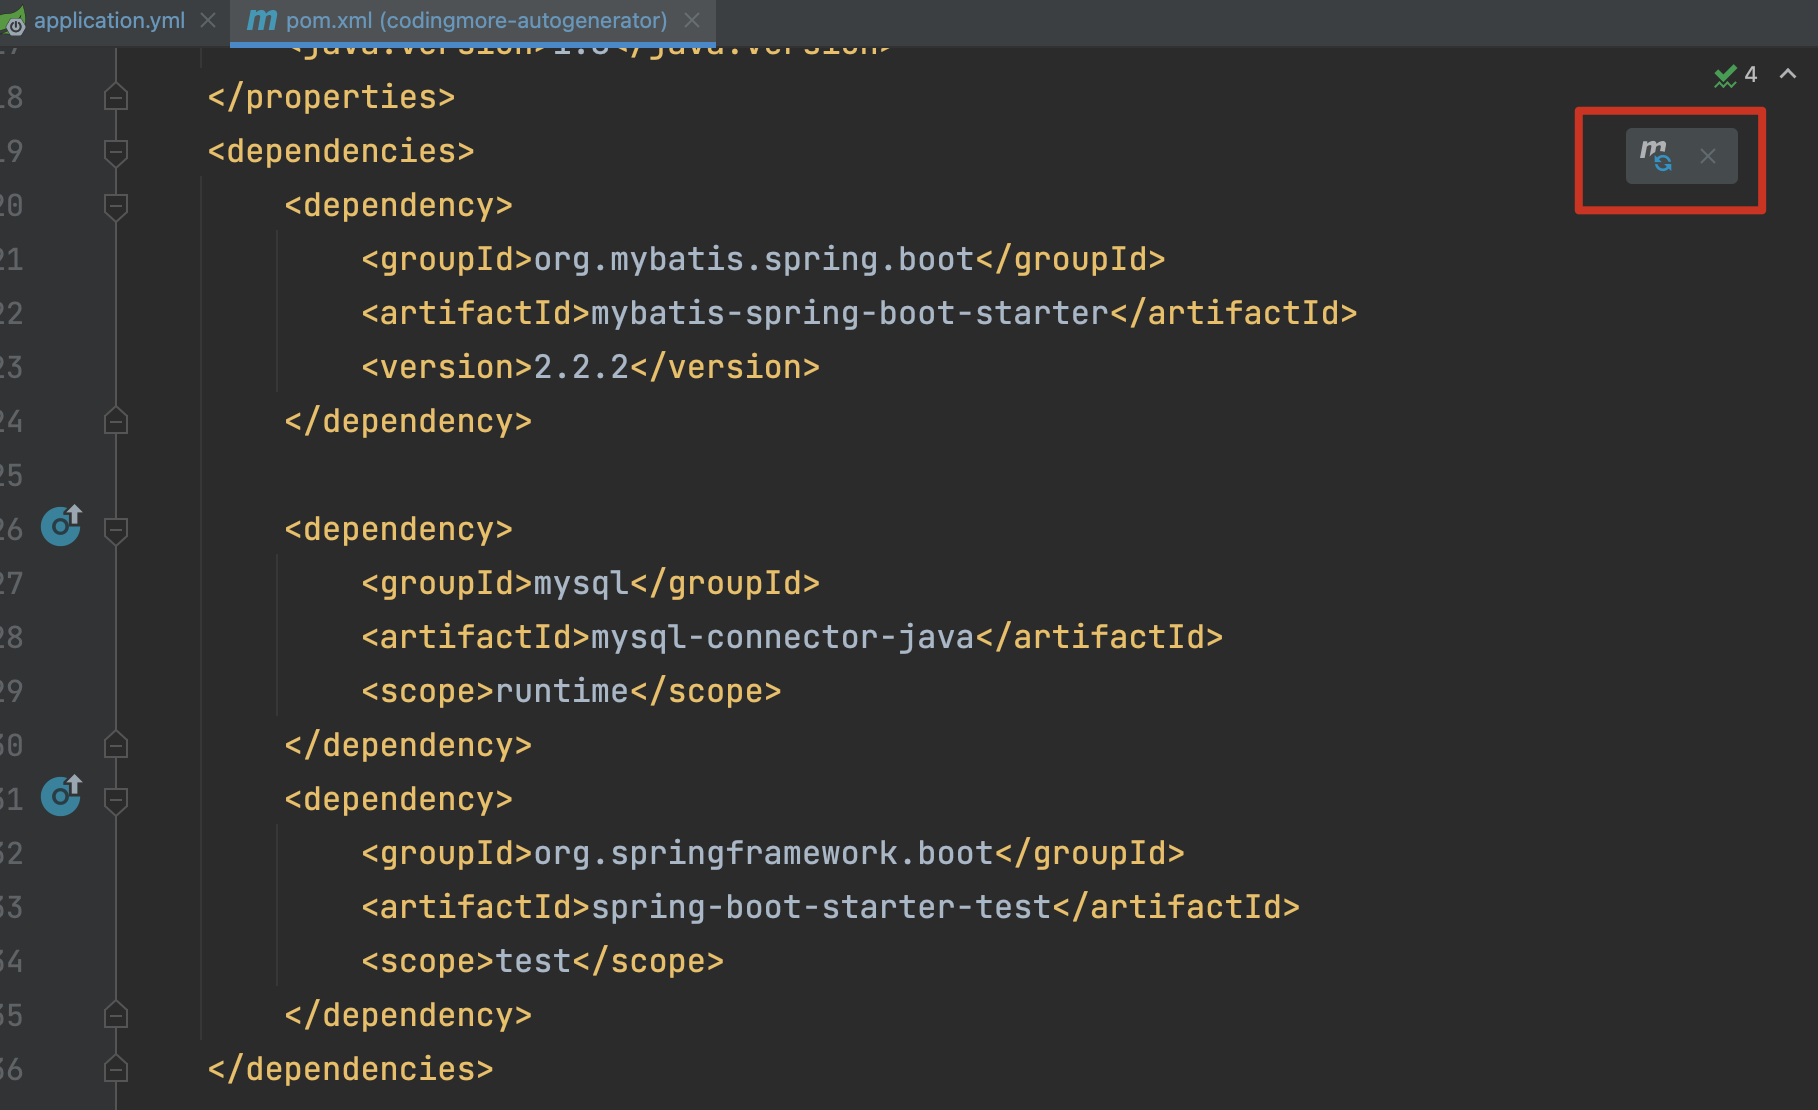 application.yml
m pom.xml (codingmore-autogenerator)
<java.version>1.8</java.version>
4
18 </properties>
19 <dependencies>
m
20 <dependency>
21 <groupId>org.mybatis.spring.boot</groupId>
22 <artifactId>mybatis-spring-boot-starter</artifactId>
23 <version>2.2.2</version>
24 </dependency>
25
26 <dependency>
27 <groupId>mysql</groupId>
28 <artifactId>mysql-connector-java</artifactId>
29 <scope>runtime</scope>
30 </dependency>
31 <dependency>
32 <groupId>org.springframework.boot</groupId>
33 <artifactId>spring-boot-starter-test</artifactId>
34 <scope>test</scope>
35 </dependency>
36 </dependencies>